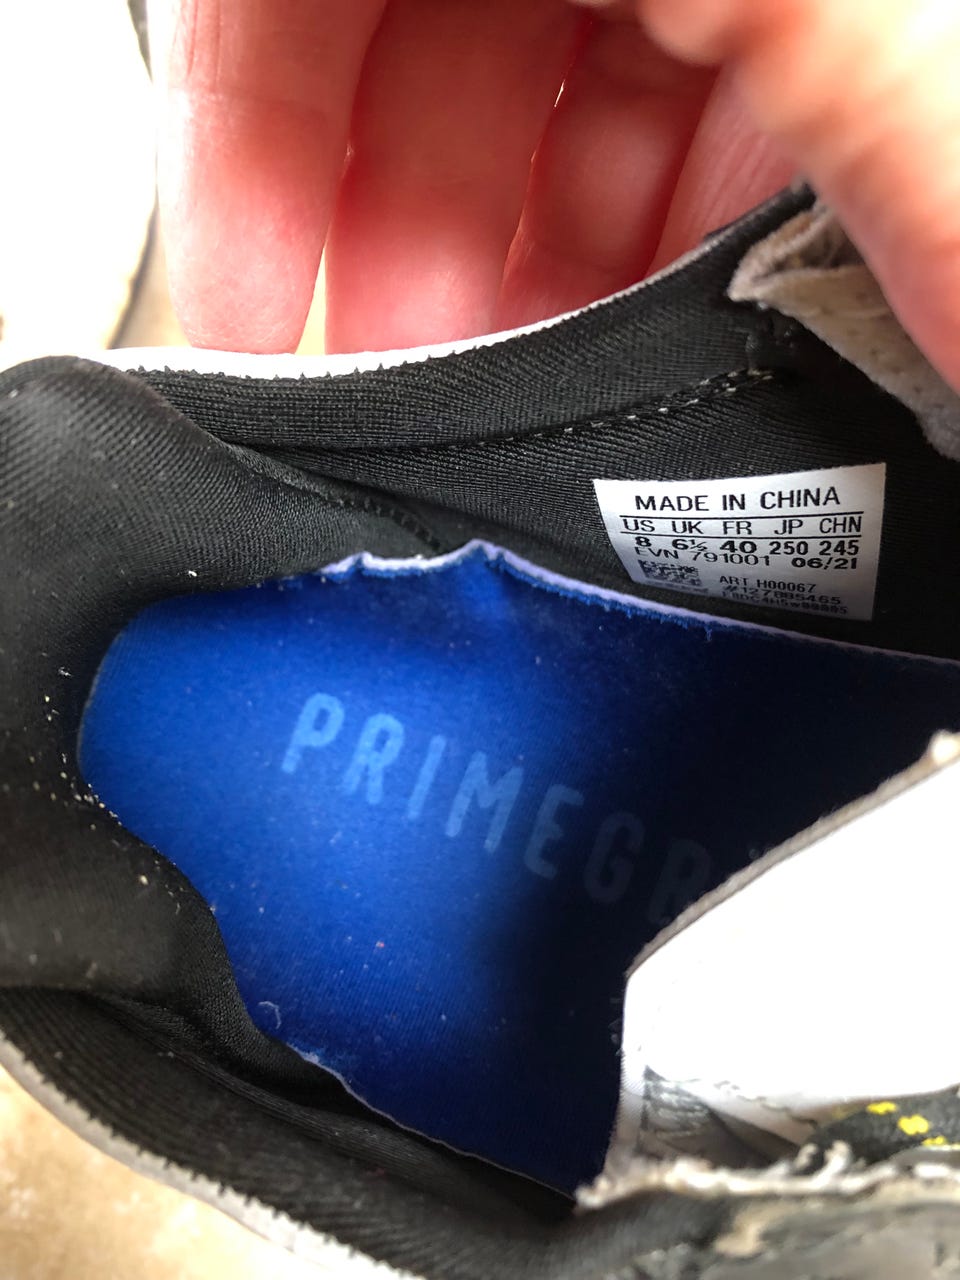 MADE IN CHINA
US UK FR JP CHN
8 6½ 40 250 245
EVN 791001 06/21
ART H00067
#127885465
PRIMEGR